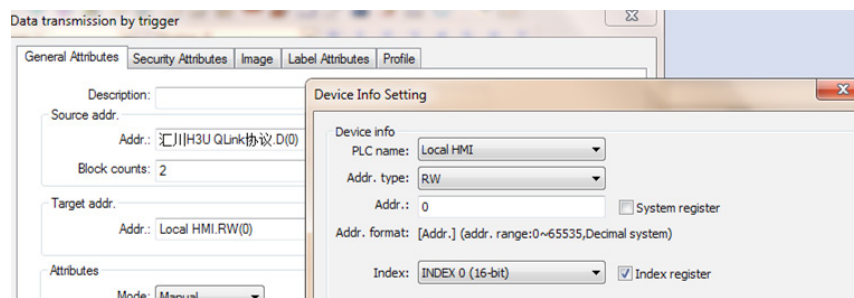 Data transmission by trigger
General Attributes Security Attributes Image Label Attributes Profile
Description:
Source addr.
Addr.: 汇川H3U QLink协议.D(0)
Block counts: 2
Target addr.
Addr.: Local HMI.RW(0)
Attributes
Mode: Manual
Device Info Setting
Device info
PLC name: Local HMI
Addr. type: RW
Addr.: 0 System register
Addr. format: [Addr.] (addr. range:0~65535,Decimal system)
Index: INDEX 0 (16-bit) Index register